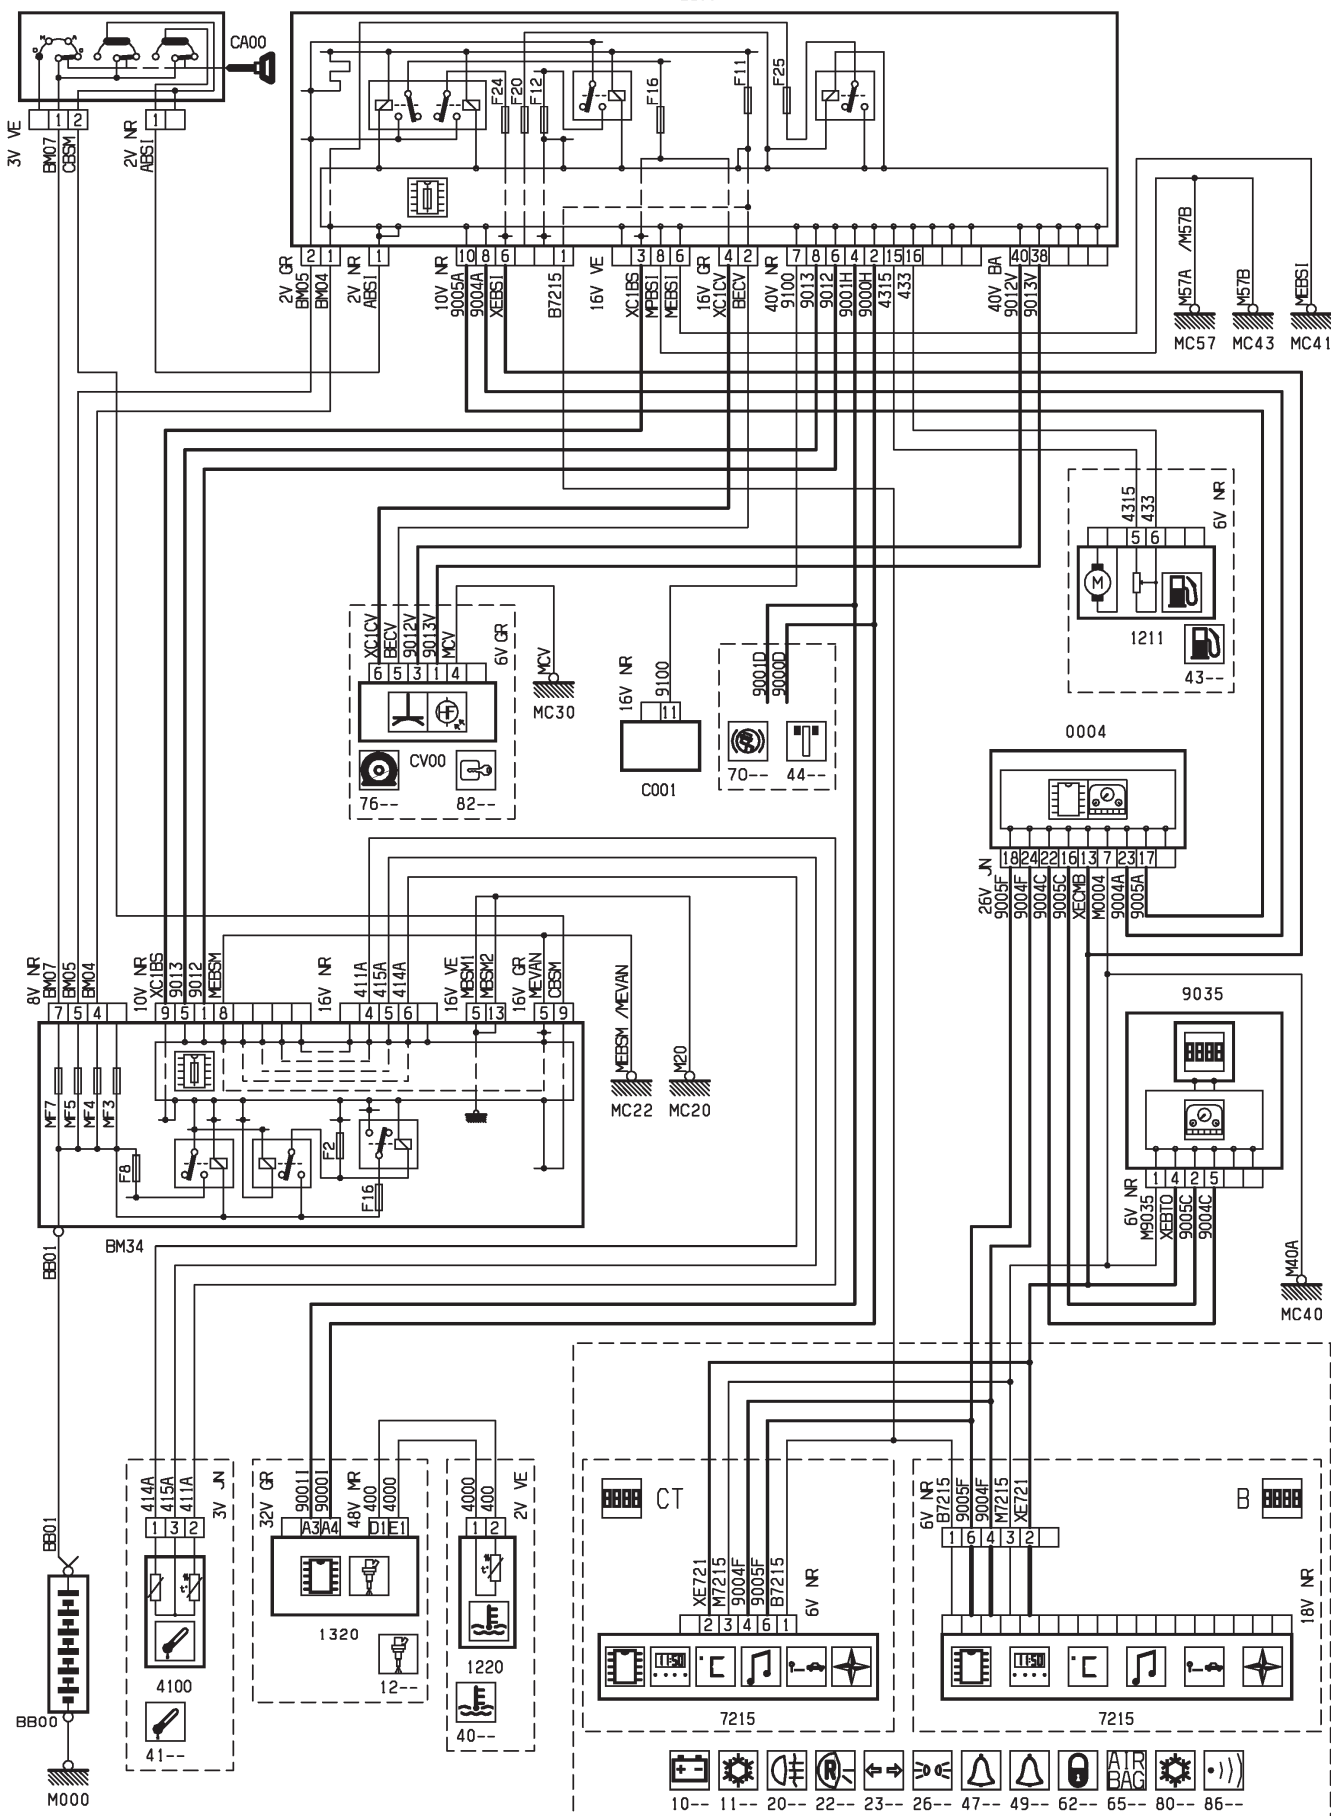 CA00
M
A
D
D
1
2
1
3V VE
BM07
CBSM
2V NR
ABSI
F24
F20
F12
F16
F11
F25
2
1
1
10
8
6
1
3
8
6
4
2
7
8
6
4
2
15
16
40
38
2V GR
BM05
BM04
2V NR
ABSI
10V NR
9005A
9004A
XEBSI
B7215
16V VE
XC1BS
MPBSI
MEBSI
16V GR
XC1CV
BECV
40V NR
9100
9013
9012
9001H
9000H
4315
433
40V BA
9012V
9013V
M57A /M57B
M57B
MEBSI
MC57
MC43
MC41
4315
433
6V NR
5
6
M
1211
43--
XC1CV
BECV
9012V
9013V
MCV
6V GR
6
5
3
1
4
MCV
MC30
HF
CV00
76--
82--
16V NR
9100
11
C001
9001D
9000D
70--
44--
0004
18
24
22
16
13
7
23
17
26V JN
9005F
9004F
9004C
9005C
XECMB
M0004
9004A
9005A
9035
1
4
2
5
6V NR
M9035
XEBTO
9005C
9004C
M40A
MC40
8V NR
BM07
BM05
BM04
10V NR
XC1BS
9013
9012
MEBSM
16V NR
411A
415A
414A
16V VE
MBSM1
MBSM2
16V GR
MEVAN
CBSM
7
5
4
9
5
1
8
4
5
6
5
13
5
9
MF7
MF5
MF4
MF3
F8
F2
F16
MEBSM /MEVAN
M20
MC22
MC20
BM34
BB01
BB01
BB00
M000
414A
415A
411A
3V JN
1
3
2
t°
4100
41--
32V GR
9001I
9000I
48V MR
400
4000
A3
A4
D1
E1
1320
12--
4000
400
2V VE
1
2
t°
1220
40--
CT
XE721
M7215
9004F
9005F
B7215
6V NR
2
3
4
6
1
11:50
°C
7215
B
6V NR
B7215
9005F
9004F
M7215
XE721
1
6
4
3
2
18V NR
11:50
°C
7215
R
AIR
BAG
10--
11--
20--
22--
23--
26--
47--
49--
62--
65--
80--
86--